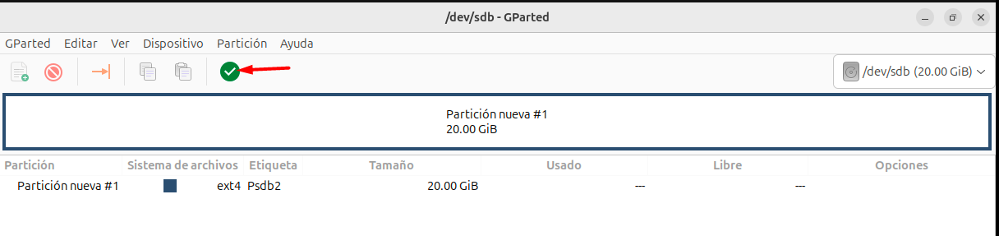 /dev/sdb - GParted
GParted Editar Ver Dispositivo Partición Ayuda
/dev/sdb (20.00 GiB)
Partición nueva #1
20.00 GiB
Partición Sistema de archivos Etiqueta Tamaño Usado Libre Opciones
Partición nueva #1 ext4 Psdb2 20.00 GiB --- ---